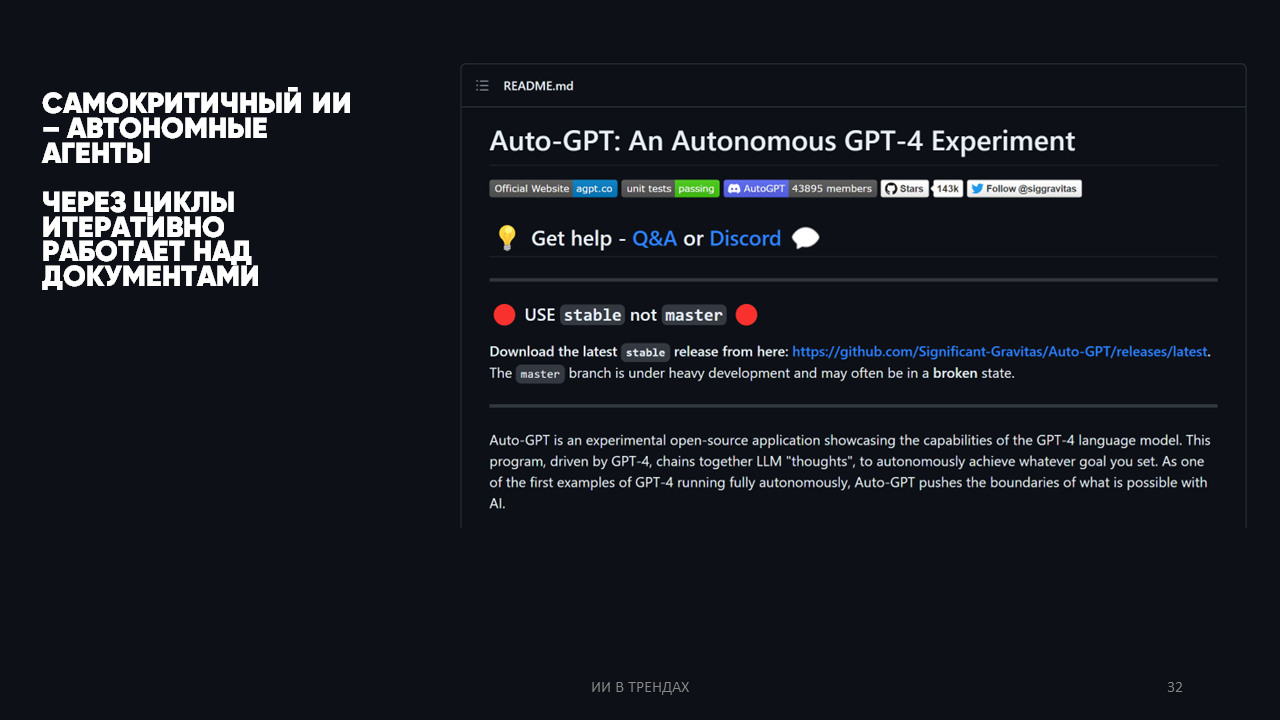 САМОКРИТИЧНЫЙ ИИ
– АВТОНОМНЫЕ
АГЕНТЫ
ЧЕРЕЗ ЦИКЛЫ
ИТЕРАТИВНО
РАБОТАЕТ НАД
ДОКУМЕНТАМИ
README.md
Auto-GPT: An Autonomous GPT-4 Experiment
Official Website agpt.co unit tests passing AutoGPT 43895 members Stars 143k Follow @siggravitas
💡 Get help - Q&A or Discord 💬
🔴 USE stable not master 🔴
Download the latest stable release from here: https://github.com/Significant-Gravitas/Auto-GPT/releases/latest.
The master branch is under heavy development and may often be in a broken state.
Auto-GPT is an experimental open-source application showcasing the capabilities of the GPT-4 language model. This
program, driven by GPT-4, chains together LLM "thoughts", to autonomously achieve whatever goal you set. As one
of the first examples of GPT-4 running fully autonomously, Auto-GPT pushes the boundaries of what is possible with
AI.
ИИ В ТРЕНДАХ
32